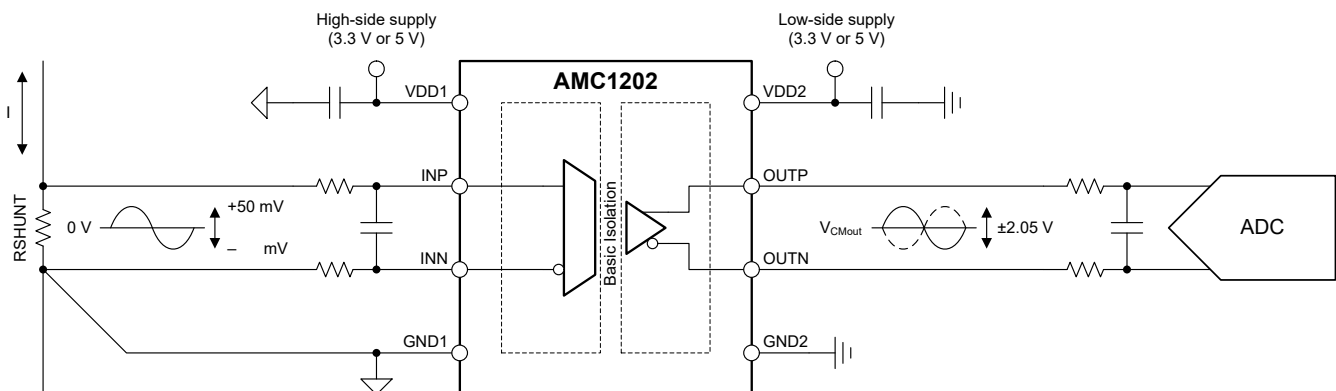 High-side supply
(3.3 V or 5 V)
Low-side supply
(3.3 V or 5 V)
AMC1202
VDD1
VDD2
I
INP
OUTP
RSHUNT
0 V
+50 mV
– mV
Basic Isolation
VCMout
±2.05 V
ADC
INN
OUTN
GND1
GND2